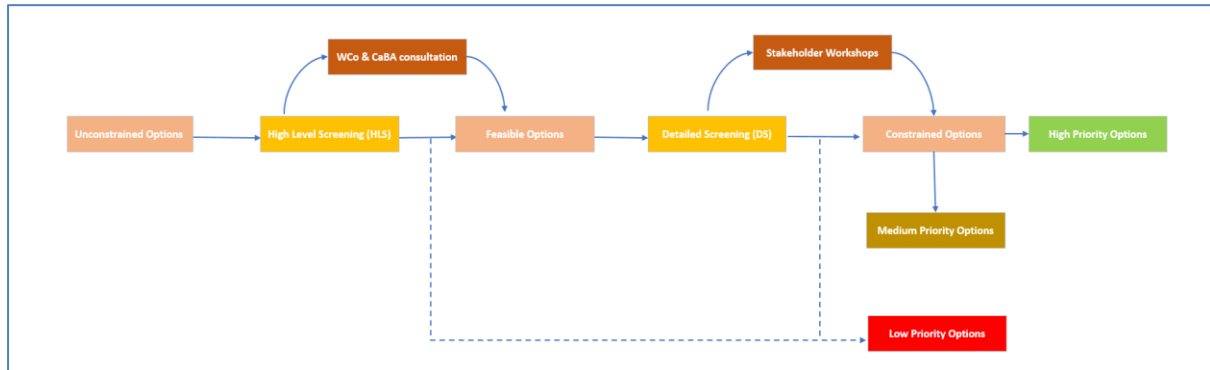 WCo & CaBA consultation
Stakeholder Workshops
Unconstrained Options
High Level Screening (HLS)
Feasible Options
Detailed Screening (DS)
Constrained Options
High Priority Options
Medium Priority Options
Low Priority Options